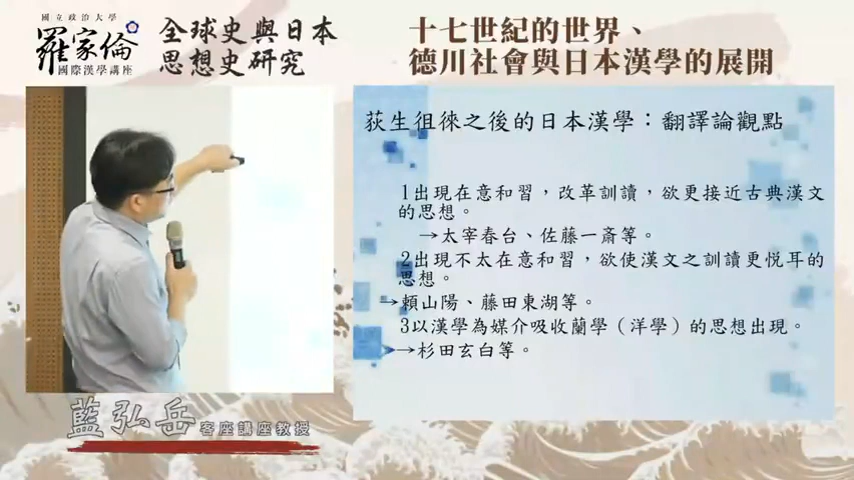 國立政治大學
羅家倫
國際漢學講座
全球史與日本
思想史研究
十七世紀的世界、
德川社會與日本漢學的展開
荻生徂徠之後的日本漢學：翻譯論觀點
1出現在意和習，改革訓讀，欲更接近古典漢文
的思想。
→太宰春台、佐藤一斎等。
2出現不太在意和習，欲使漢文之訓讀更悅耳的
思想。
→賴山陽、藤田東湖等。
3以漢學為媒介吸收蘭學（洋學）的思想出現。
→杉田玄白等。
藍弘岳 客座講座教授